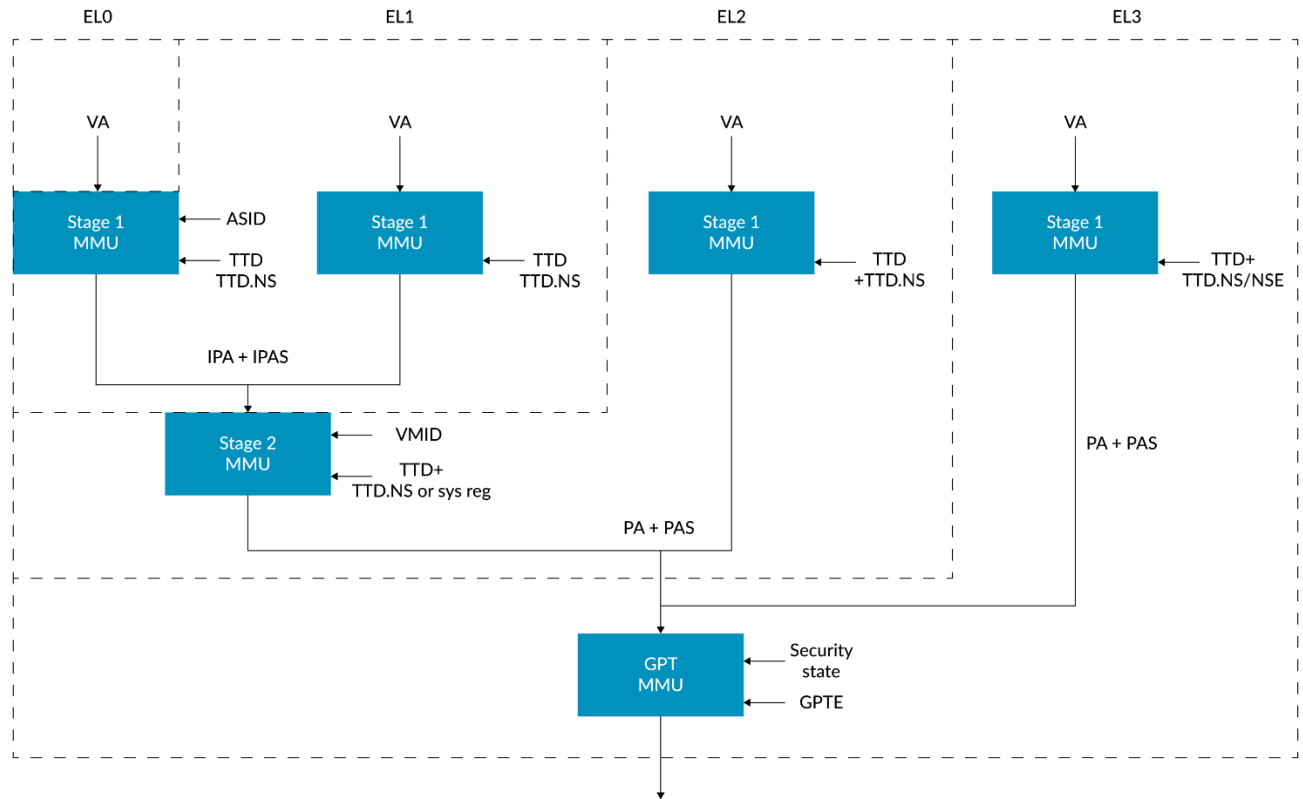 EL0
EL1
EL2
EL3
VA
VA
VA
VA
Stage 1
MMU
ASID
TTD
TTD.NS
Stage 1
MMU
TTD
TTD.NS
Stage 1
MMU
TTD
+TTD.NS
Stage 1
MMU
TTD+
TTD.NS/NSE
IPA + IPAS
Stage 2
MMU
VMID
TTD+
TTD.NS or sys reg
PA + PAS
PA + PAS
GPT
MMU
Security
state
GPTE